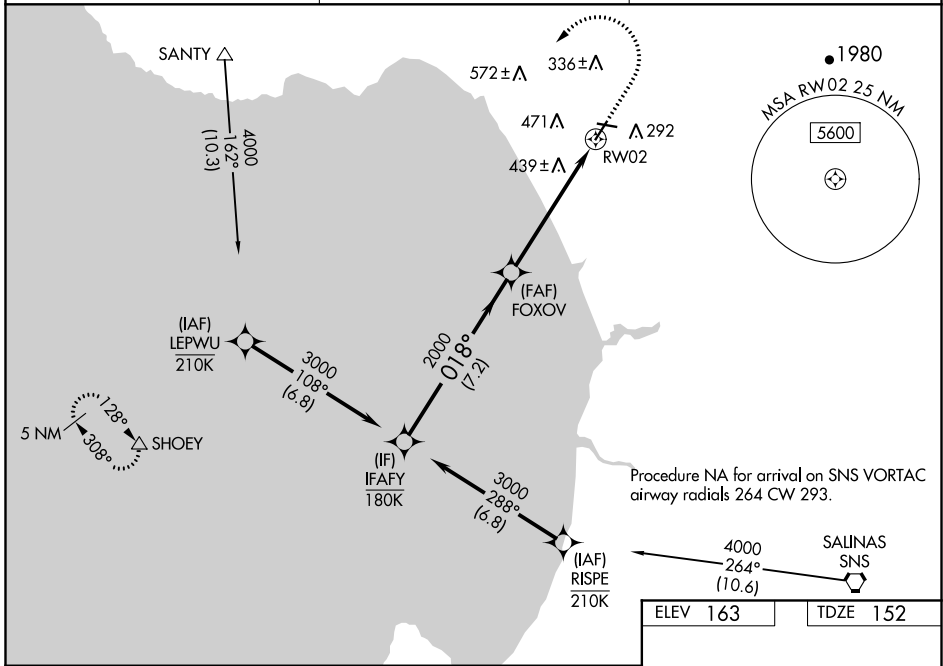 SANTY
4000
162°
(10.3)
572±
336±
471
292
439±
RW02
1980
MSA RW02 25 NM
5600
(FAF)
FOXOV
(IAF)
LEPWU
210K
3000
108°
(6.8)
2000
018°
(7.2)
5 NM
128°
308°
SHOEY
(IF)
IFAFY
180K
3000
288°
(6.8)
Procedure NA for arrival on SNS VORTAC
airway radials 264 CW 293.
(IAF)
RISPE
210K
4000
264°
(10.6)
SALINAS
SNS
ELEV 163
TDZE 152